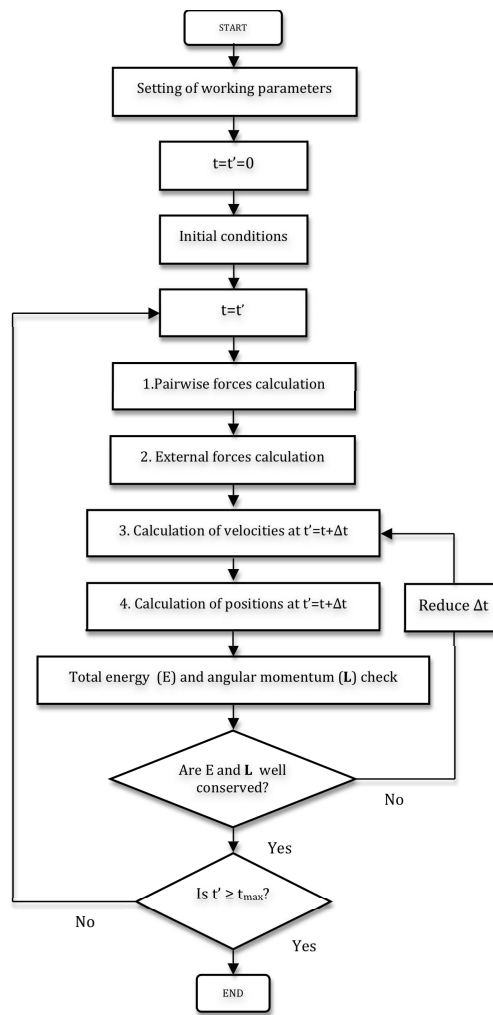 START
Setting of working parameters
t=t’=0
Initial conditions
t=t’
1.Pairwise forces calculation
2. External forces calculation
3. Calculation of velocities at t’=t+Δt
4. Calculation of positions at t’=t+Δt
Reduce Δt
Total energy (E) and angular momentum (L) check
Are E and L well
conserved?
No
Yes
Is t’ ≥ tmax?
No
Yes
END